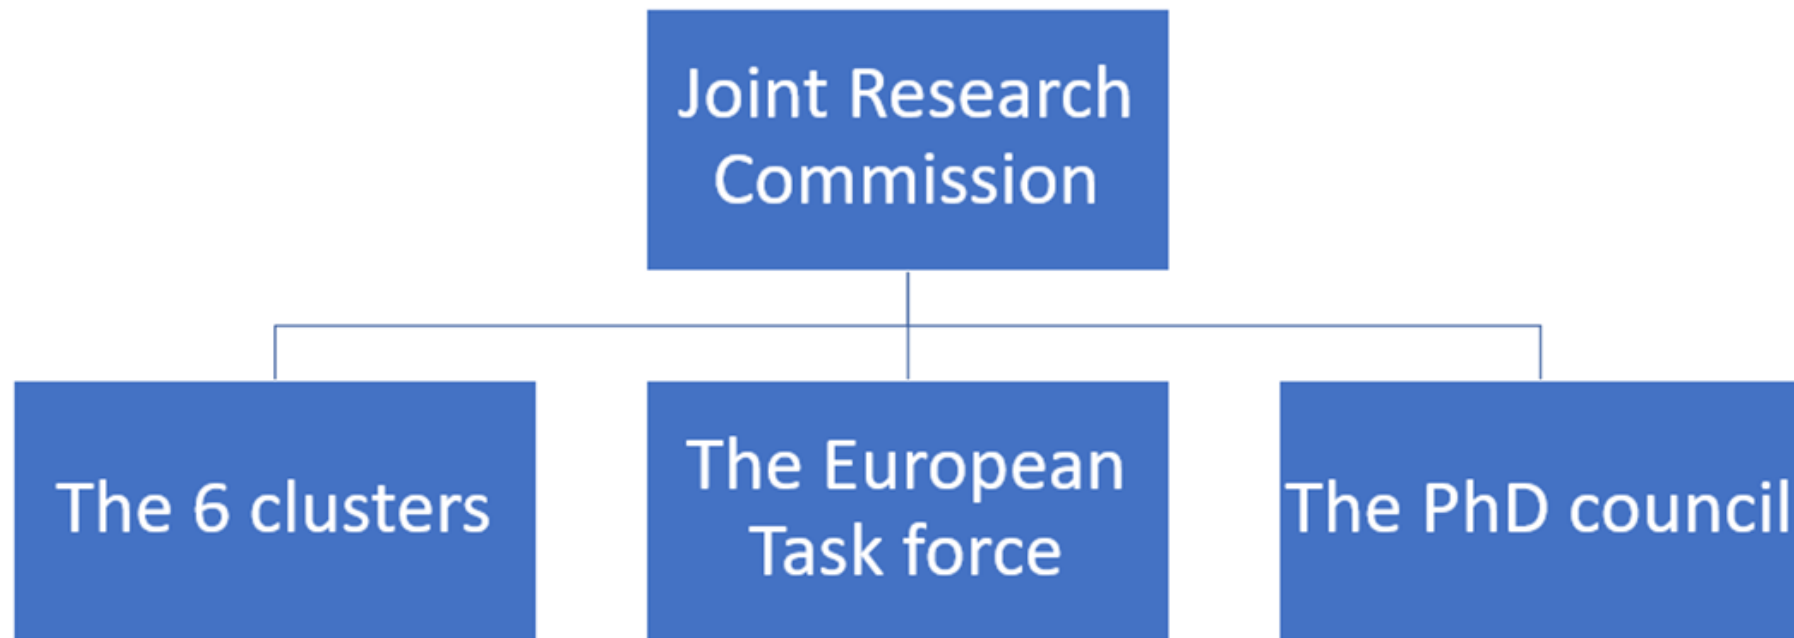 Joint Research
Commission
The 6 clusters
The European
Task force
The PhD council